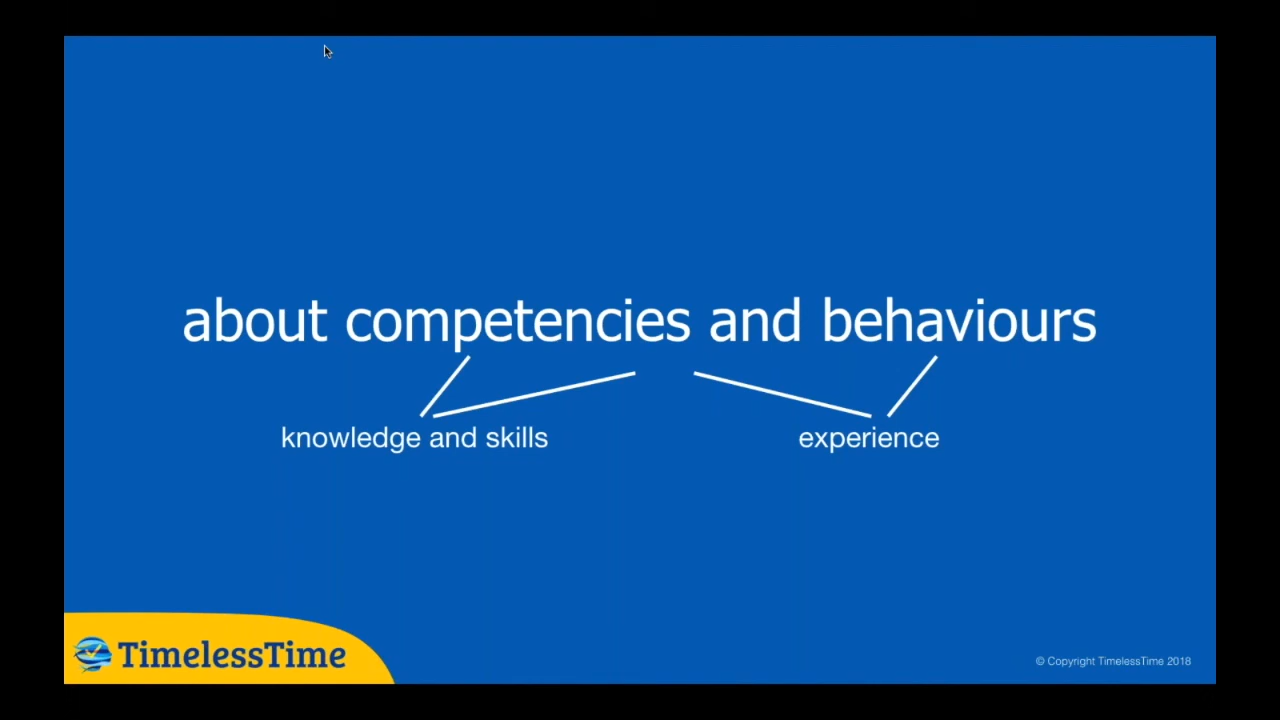 about competencies and behaviours
knowledge and skills
experience
TimelessTime
© Copyright TimelessTime 2018